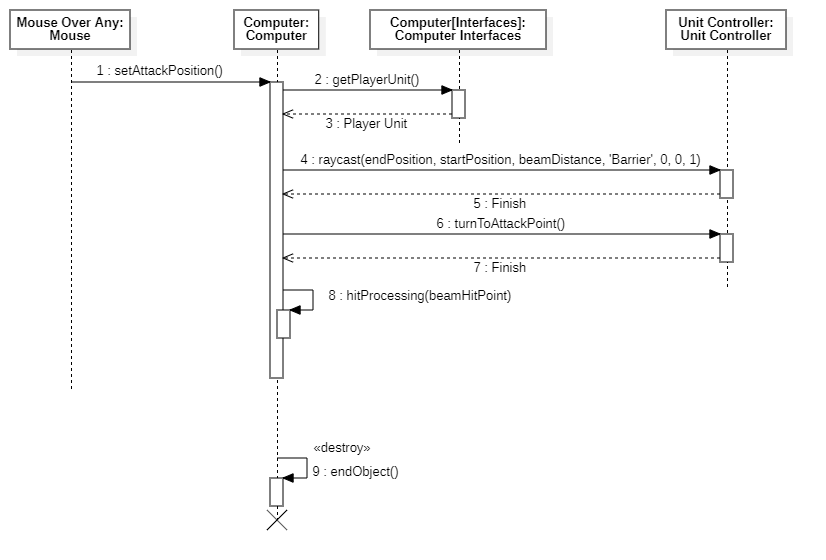 Mouse Over Any:
Mouse
Computer:
Computer
Computer[Interfaces]:
Computer Interfaces
Unit Controller:
Unit Controller
1 : setAttackPosition()
2 : getPlayerUnit()
3 : Player Unit
4 : raycast(endPosition, startPosition, beamDistance, 'Barrier', 0, 0, 1)
5 : Finish
6 : turnToAttackPoint()
7 : Finish
8 : hitProcessing(beamHitPoint)
«destroy»
9 : endObject()